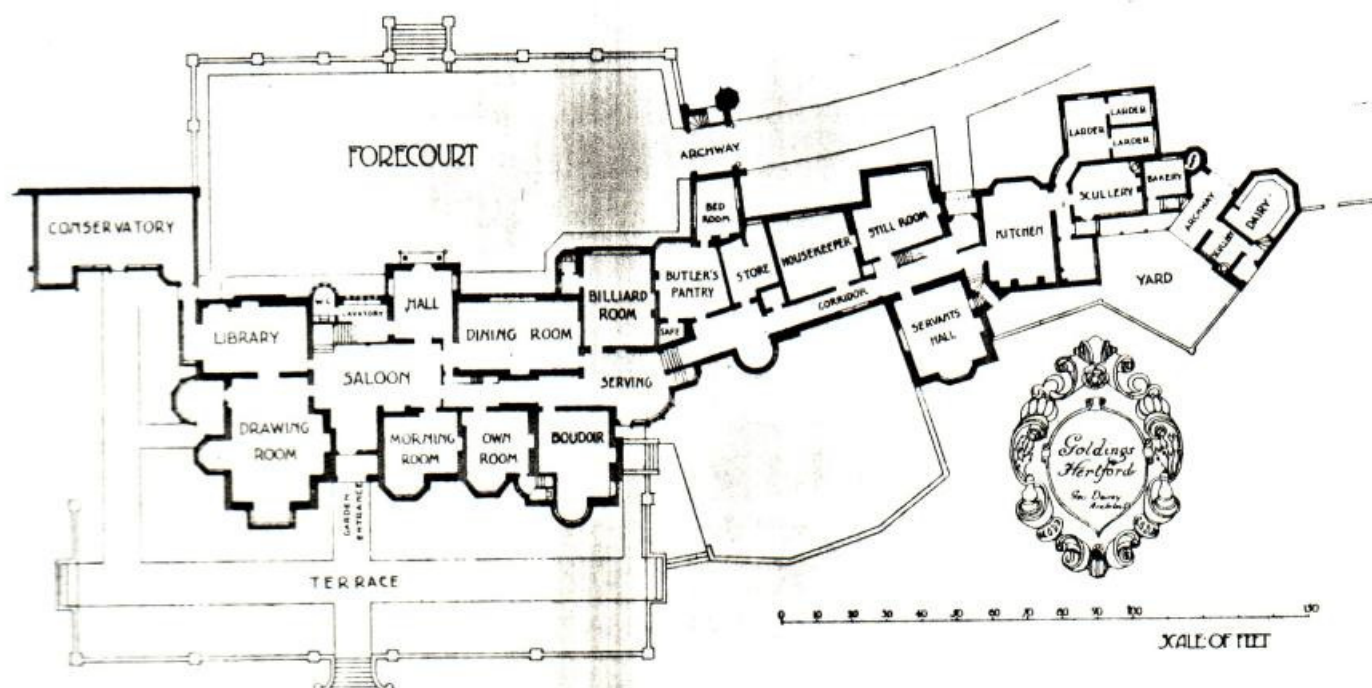 FORECOURT
ARCHWAY
LARDER
LARDER
LARDER
SCULLERY
BAKERY
ARCHWAY
DAIRY
CONSERVATORY
BED
ROOM
STILL ROOM
KITCHEN
HOUSEKEEPER
STORE
BUTLER'S
PANTRY
YARD
HALL
W.C.
LAVATORY
BILLIARD
ROOM
CORRIDOR
LIBRARY
DINING ROOM
SAFE
SERVANTS
HALL
SALOON
SERVING
DRAWING
ROOM
MORNING
ROOM
OWN
ROOM
BOUDOIR
GARDEN
ENTRANCE
TERRACE
Goldings
Hertford
Architect
0 10 20 30 40 50 60 70 80 90 100 150
SCALE OF FEET